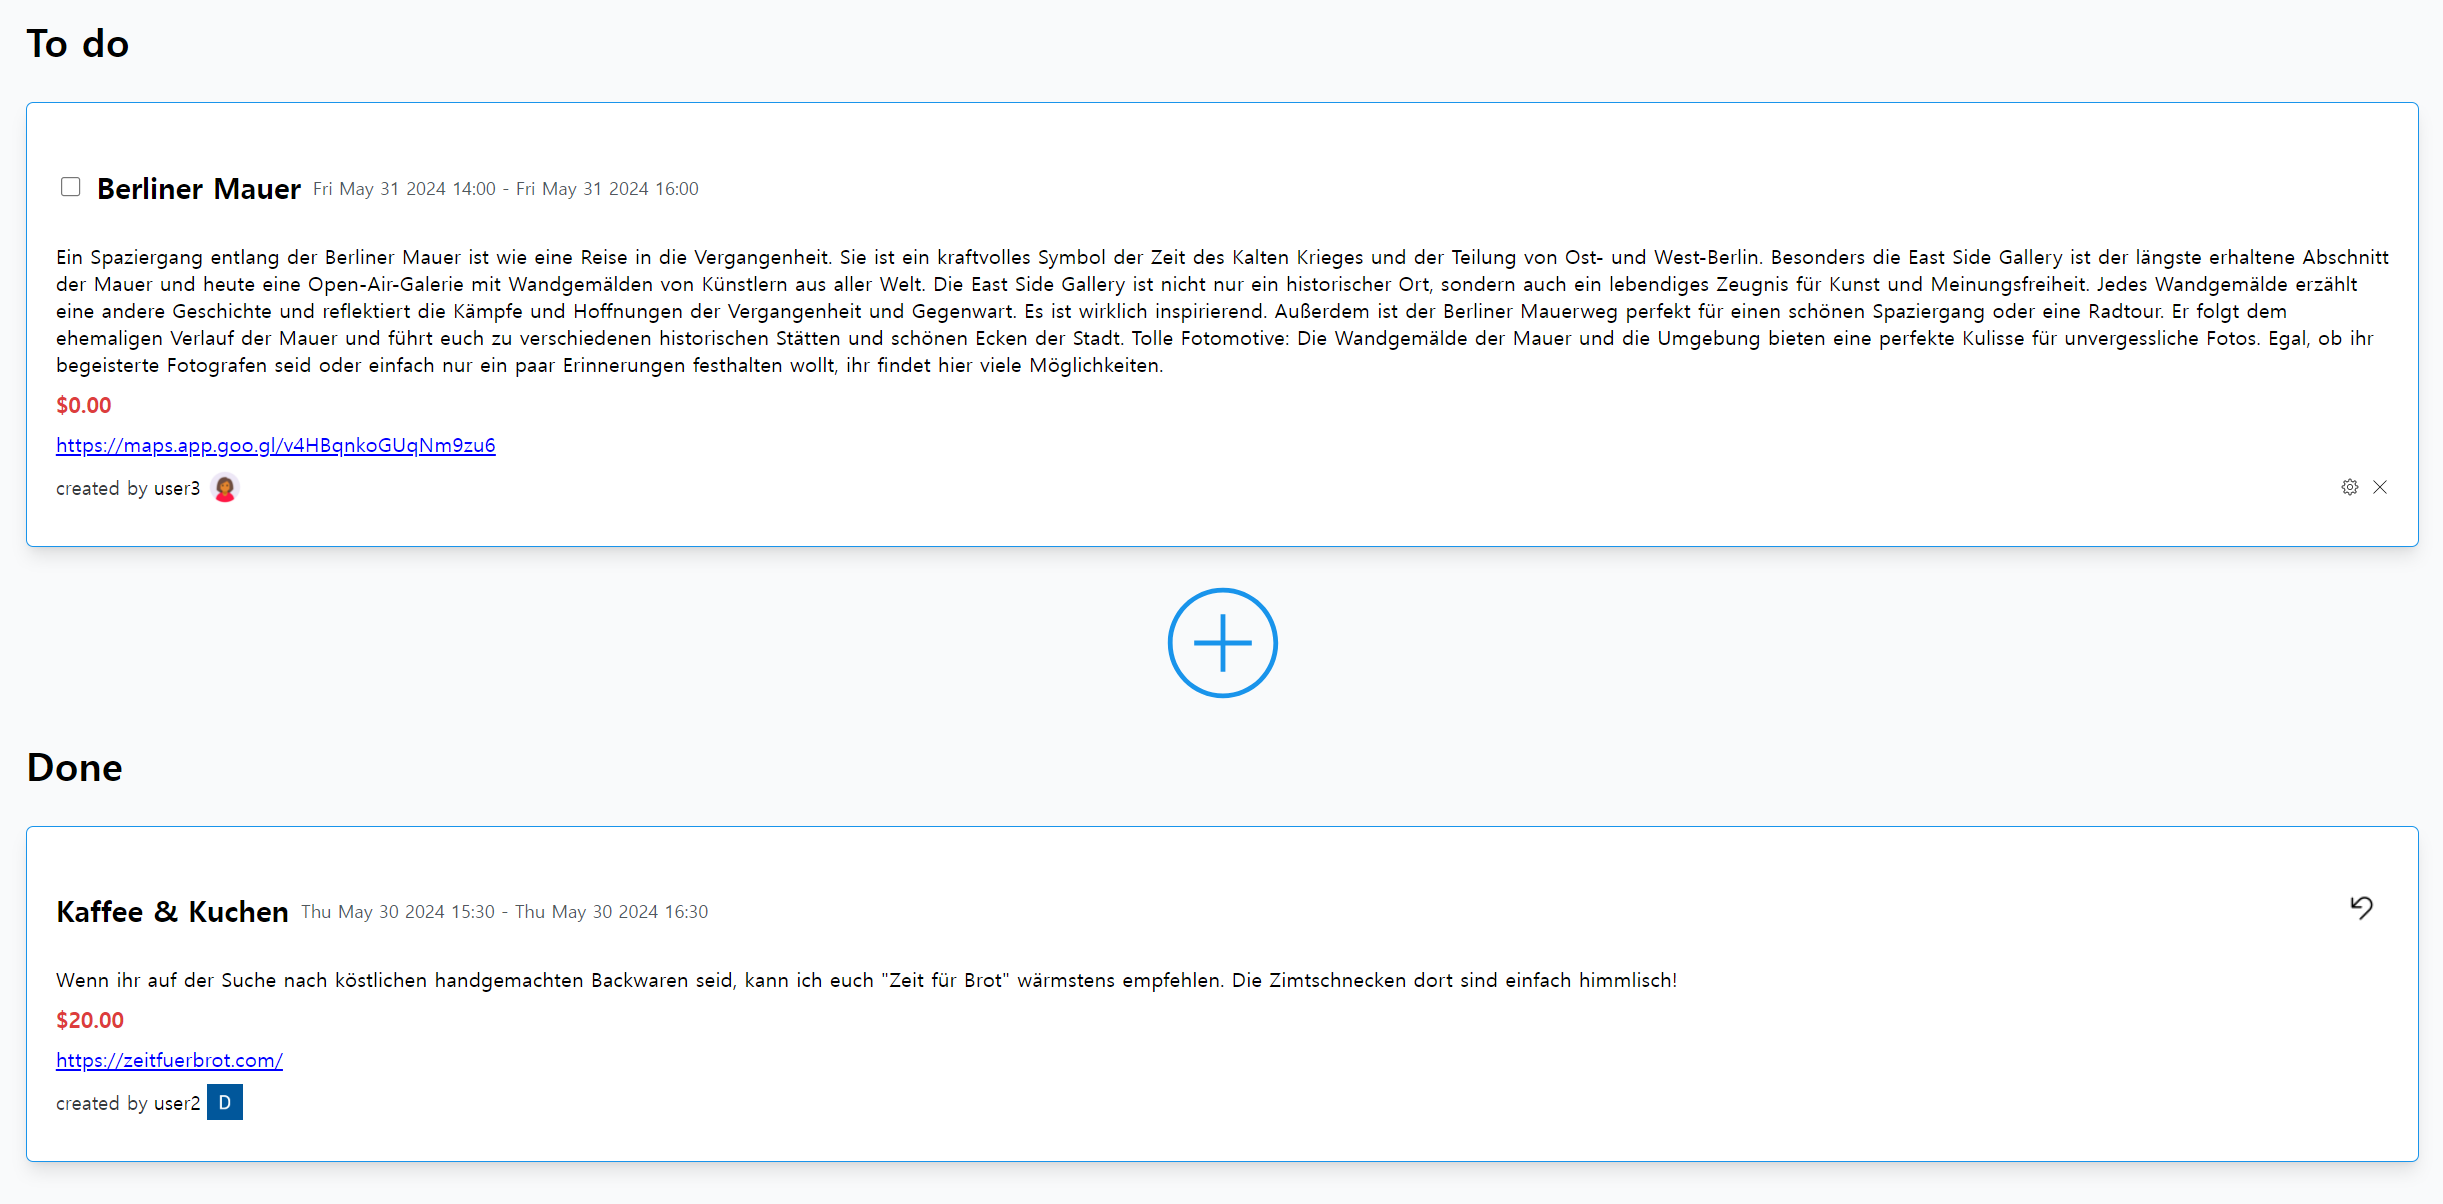 To do
Berliner Mauer Fri May 31 2024 14:00 - Fri May 31 2024 16:00
Ein Spaziergang entlang der Berliner Mauer ist wie eine Reise in die Vergangenheit. Sie ist ein kraftvolles Symbol der Zeit des Kalten Krieges und der Teilung von Ost- und West-Berlin. Besonders die East Side Gallery ist der längste erhaltene Abschnitt
der Mauer und heute eine Open-Air-Galerie mit Wandgemälden von Künstlern aus aller Welt. Die East Side Gallery ist nicht nur ein historischer Ort, sondern auch ein lebendiges Zeugnis für Kunst und Meinungsfreiheit. Jedes Wandgemälde erzählt
eine andere Geschichte und reflektiert die Kämpfe und Hoffnungen der Vergangenheit und Gegenwart. Es ist wirklich inspirierend. Außerdem ist der Berliner Mauerweg perfekt für einen schönen Spaziergang oder eine Radtour. Er folgt dem
ehemaligen Verlauf der Mauer und führt euch zu verschiedenen historischen Stätten und schönen Ecken der Stadt. Tolle Fotomotive: Die Wandgemälde der Mauer und die Umgebung bieten eine perfekte Kulisse für unvergessliche Fotos. Egal, ob ihr
begeisterte Fotografen seid oder einfach nur ein paar Erinnerungen festhalten wollt, ihr findet hier viele Möglichkeiten.
$0.00
https://maps.app.goo.gl/v4HBqnkoGUqNm9zu6
created by user3
Done
Kaffee & Kuchen Thu May 30 2024 15:30 - Thu May 30 2024 16:30
Wenn ihr auf der Suche nach köstlichen handgemachten Backwaren seid, kann ich euch "Zeit für Brot" wärmstens empfehlen. Die Zimtschnecken dort sind einfach himmlisch!
$20.00
https://zeitfuerbrot.com/
created by user2 D